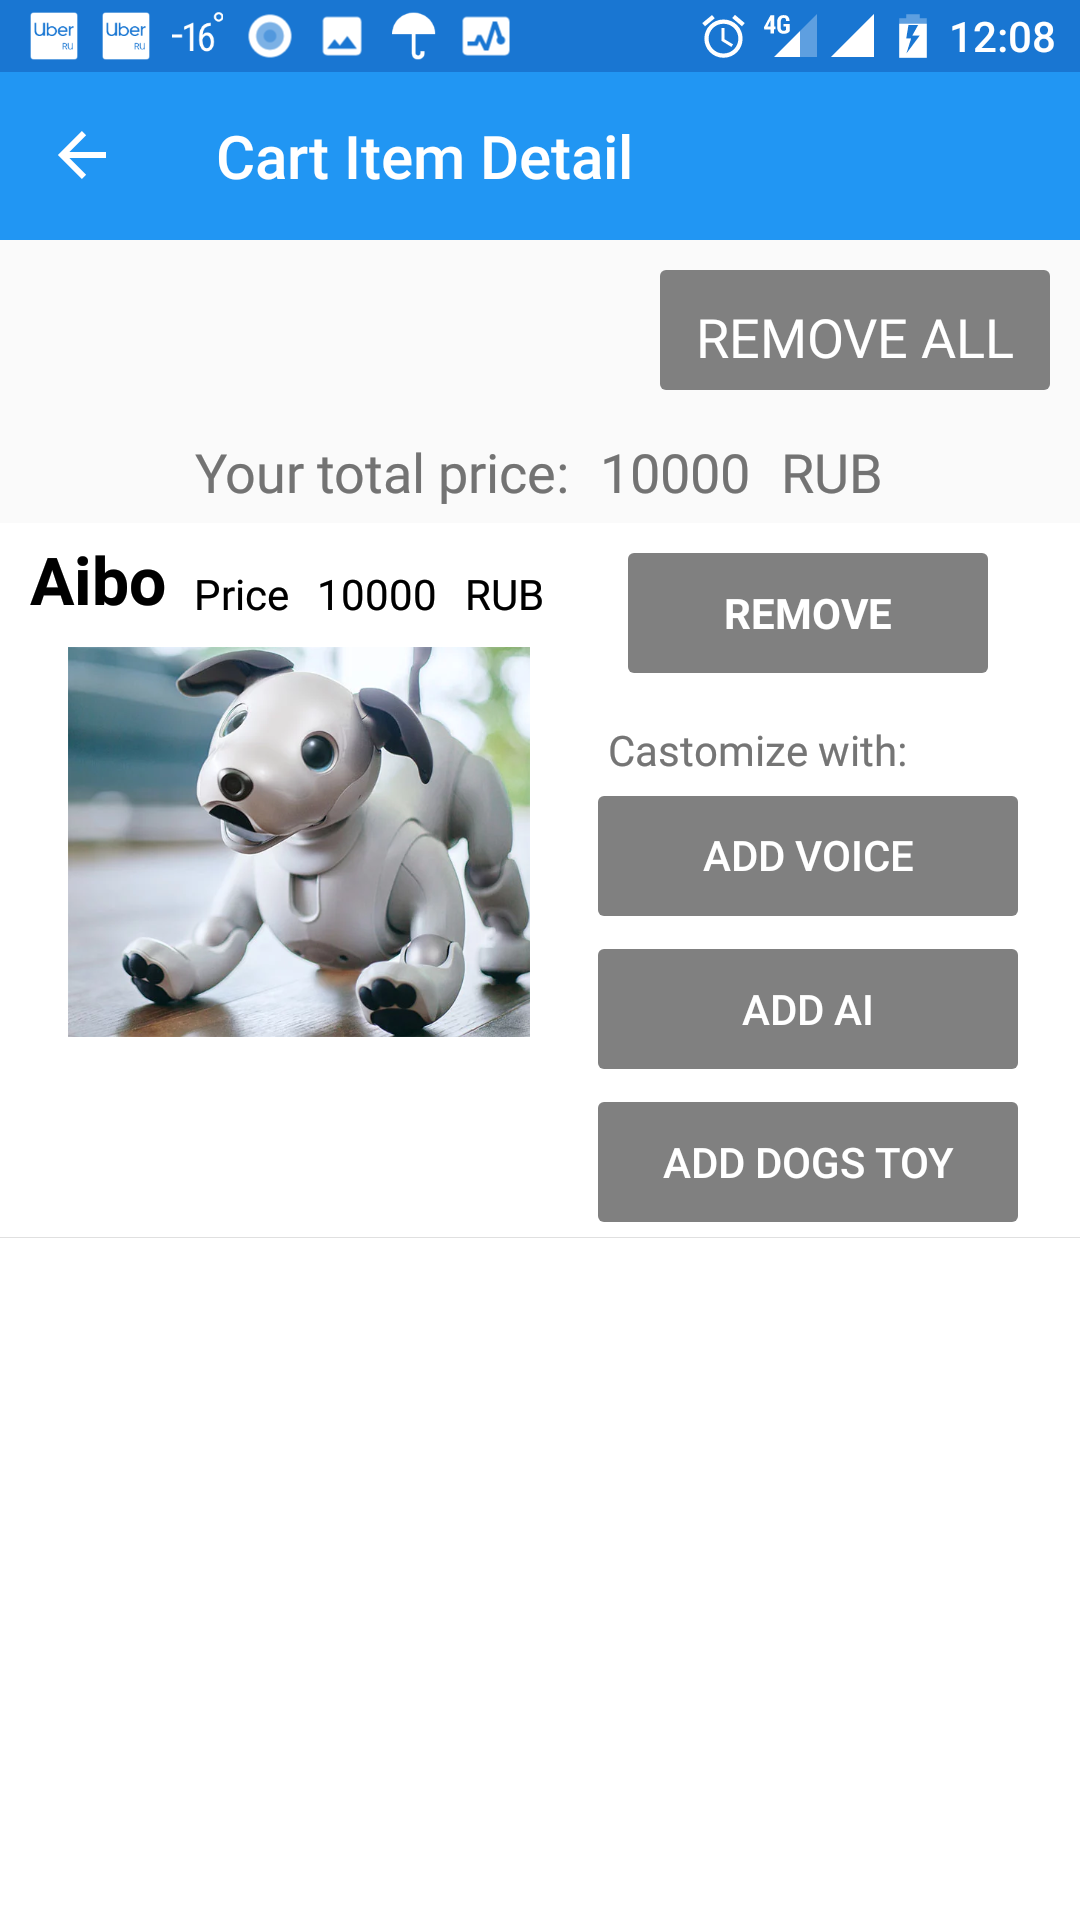 Uber RU Uber RU -16° 4G 12:08
Cart Item Detail
REMOVE ALL
Your total price: 10000 RUB
Aibo Price 10000 RUB
REMOVE
Castomize with:
ADD VOICE
ADD AI
ADD DOGS TOY